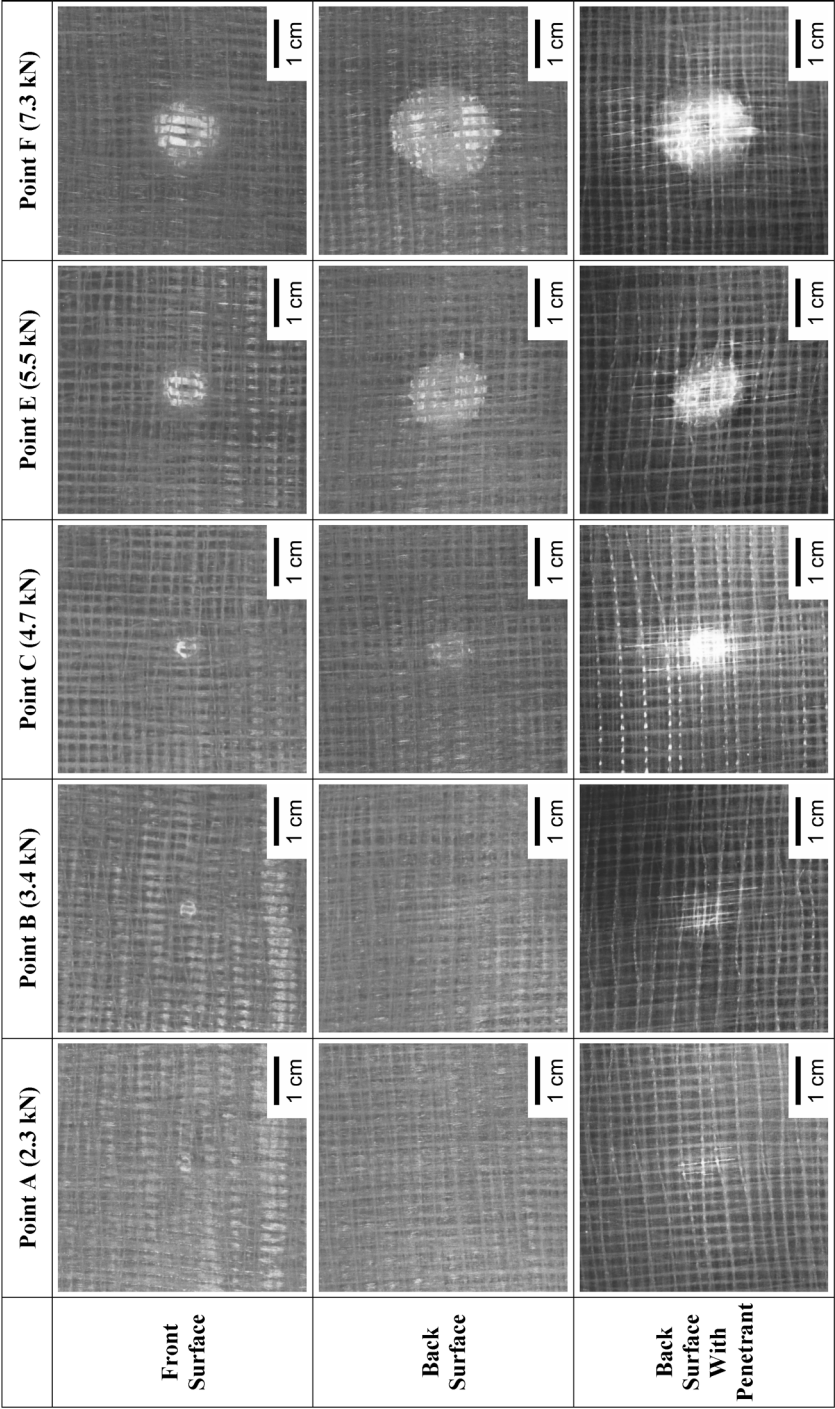 Point A (2.3 kN)
Point B (3.4 kN)
Point C (4.7 kN)
Point E (5.5 kN)
Point F (7.3 kN)
Front
Surface
1 cm
1 cm
1 cm
1 cm
1 cm
Back
Surface
1 cm
1 cm
1 cm
1 cm
1 cm
Back
Surface
With
Penetrant
1 cm
1 cm
1 cm
1 cm
1 cm